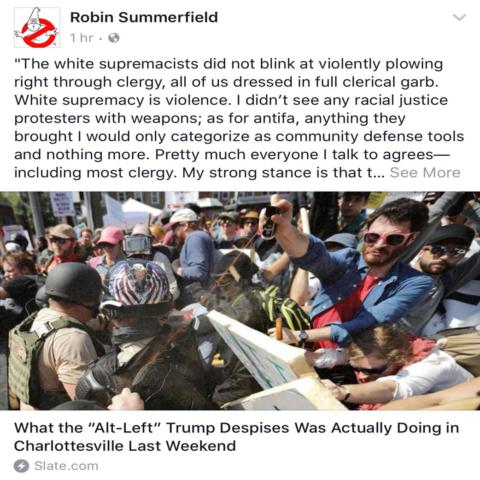 Robin Summerfield
1 hr ·
"The white supremacists did not blink at violently plowing
right through clergy, all of us dressed in full clerical garb.
White supremacy is violence. I didn’t see any racial justice
protesters with weapons; as for antifa, anything they
brought I would only categorize as community defense tools
and nothing more. Pretty much everyone I talk to agrees—
including most clergy. My strong stance is that t... See More
What the “Alt-Left” Trump Despises Was Actually Doing in
Charlottesville Last Weekend
Slate.com